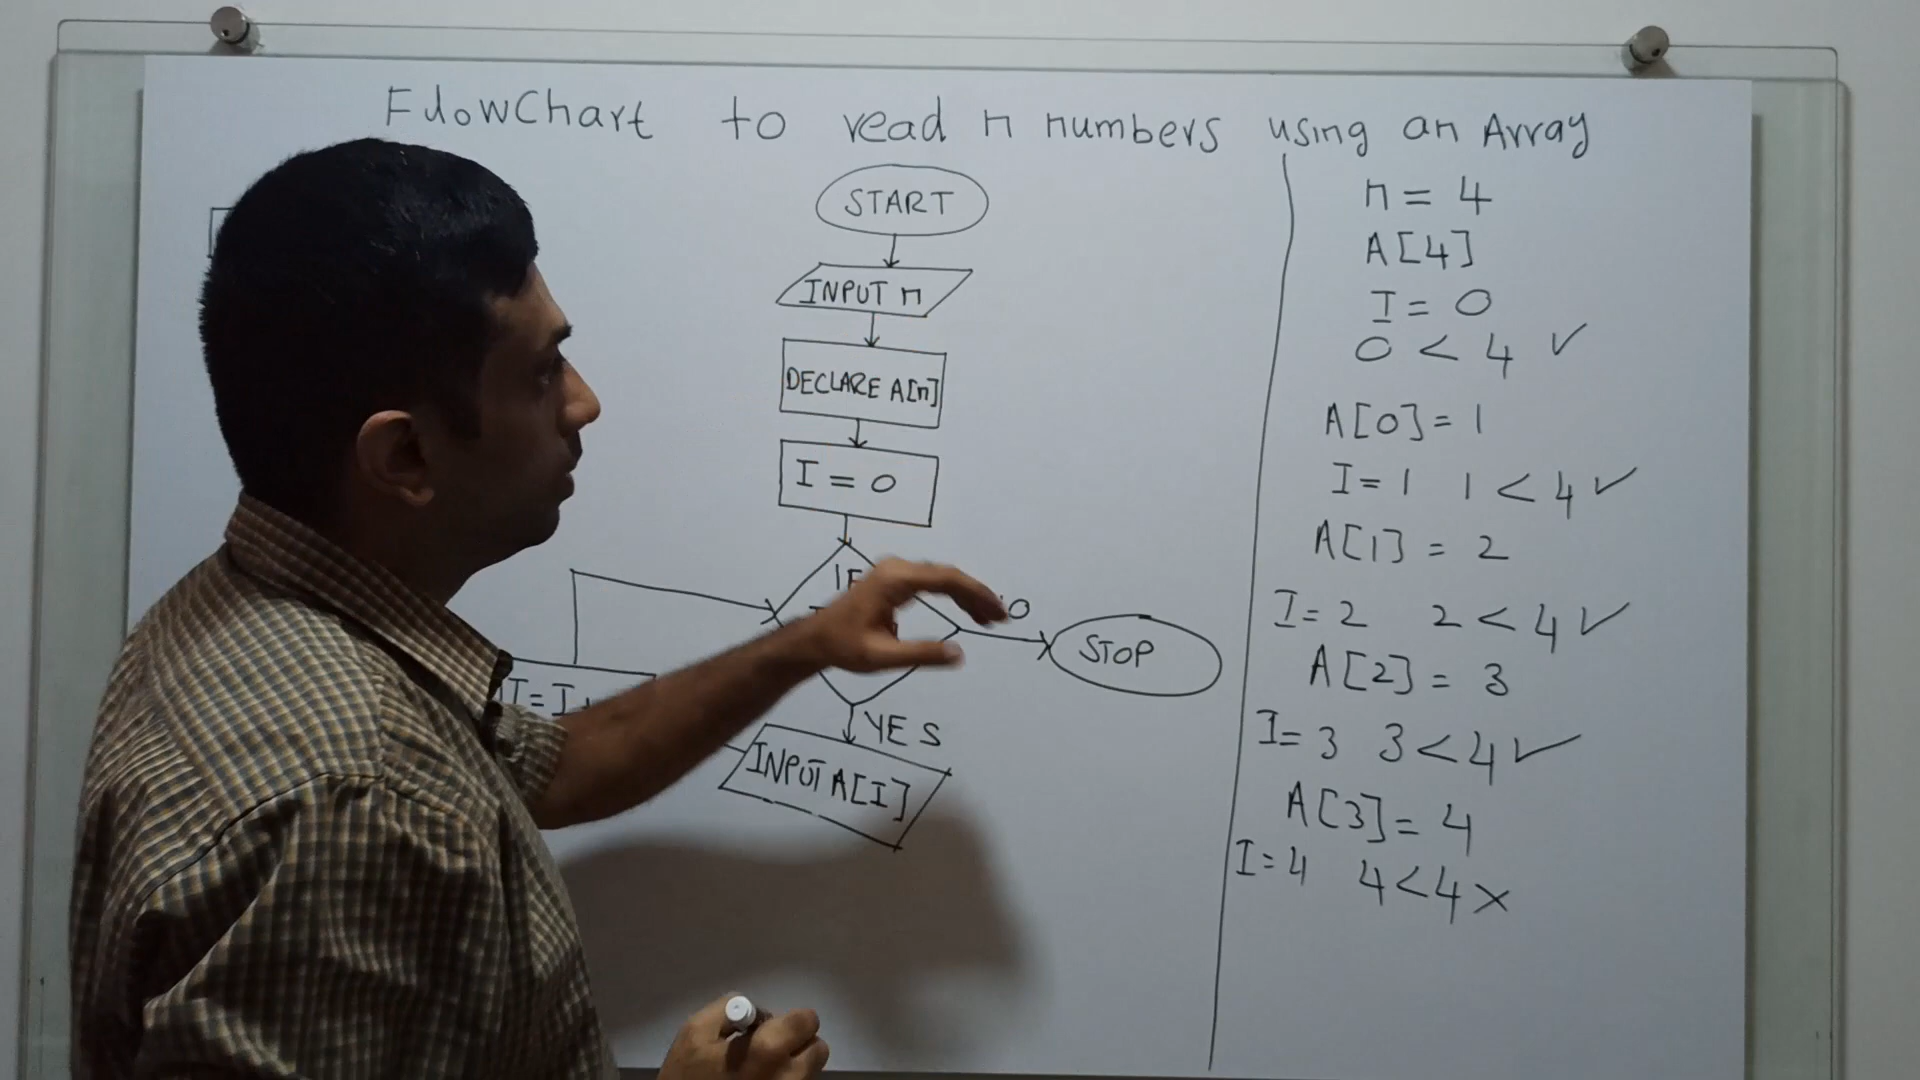 FlowChart to read n numbers using an Array
START
INPUT n
DECLARE A[n]
I = 0
IF
STOP
I=I+
YES
INPUT A[I]
n = 4
A[4]
I = 0
0 < 4 ✓
A[0] = 1
I= 1 1 < 4 ✓
A[1] = 2
I= 2 2 < 4 ✓
A[2] = 3
I= 3 3 < 4 ✓
A[3] = 4
I= 4 4 < 4 ×